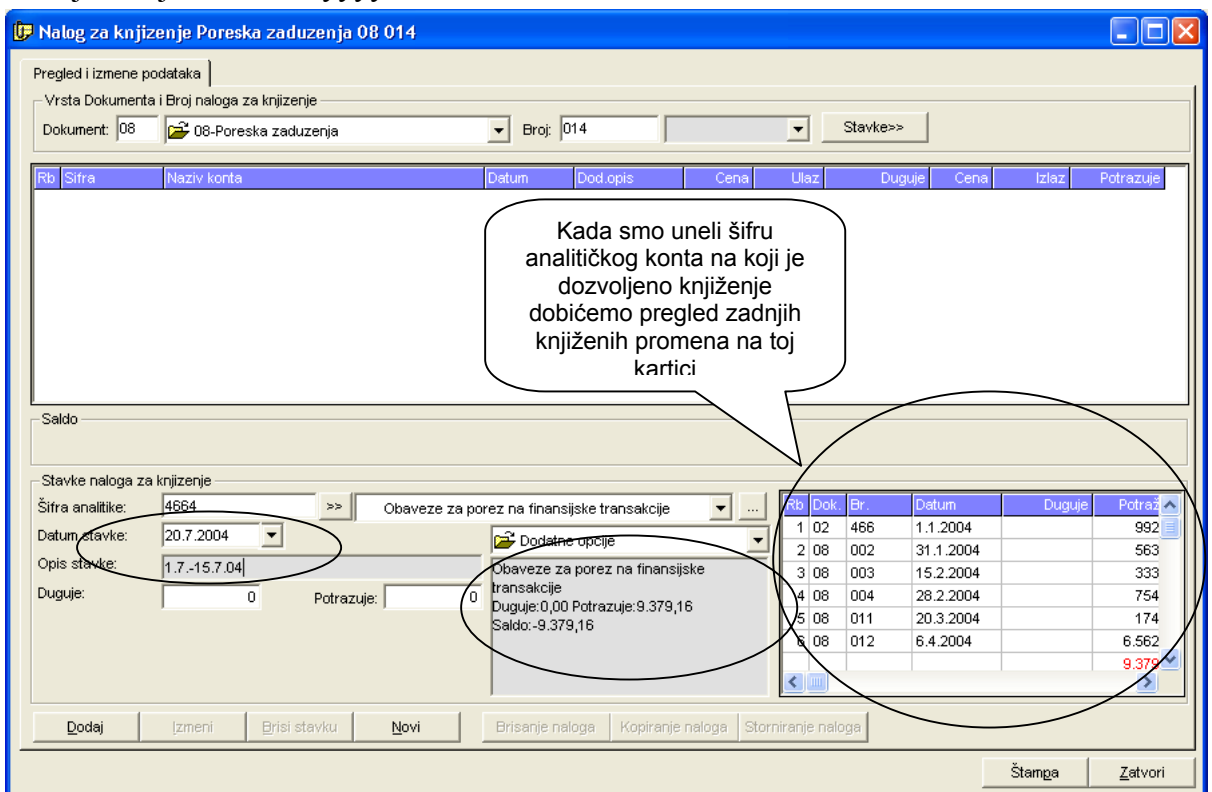 Nalog za knjizenje Poreska zaduzenja 08 014
Pregled i izmene podataka
Vrsta Dokumenta i Broj naloga za knjizenje
Dokument: 08 08-Poreska zaduzenja Broj: 014 Stavke>>
Rb Sifra Naziv konta Datum Dod.opis Cena Ulaz Duguje Cena Izlaz Potrazuje
Kada smo uneli šifru
analitičkog konta na koji je
dozvoljeno knjiženje
dobićemo pregled zadnjih
knjiženih promena na toj
kartici
Saldo
Stavke naloga za knjizenje
Šifra analitike: 4664 >> Obaveze za porez na finansijske transakcije ...
Datum stavke: 20.7.2004 Dodatne opcije
Opis stavke: 1.7.-15.7.04
Duguje: 0 Potrazuje: 0
Obaveze za porez na finansijske
transakcije
Duguje:0,00 Potrazuje:9.379,16
Saldo:-9.379,16
Rb Dok. Br. Datum Duguje Potraž
1 02 466 1.1.2004 992
2 08 002 31.1.2004 563
3 08 003 15.2.2004 333
4 08 004 28.2.2004 754
5 08 011 20.3.2004 174
6 08 012 6.4.2004 6.562
9.379
Dodaj Izmeni Brisi stavku Novi Brisanje naloga Kopiranje naloga Storniranje naloga
Štampa Zatvori